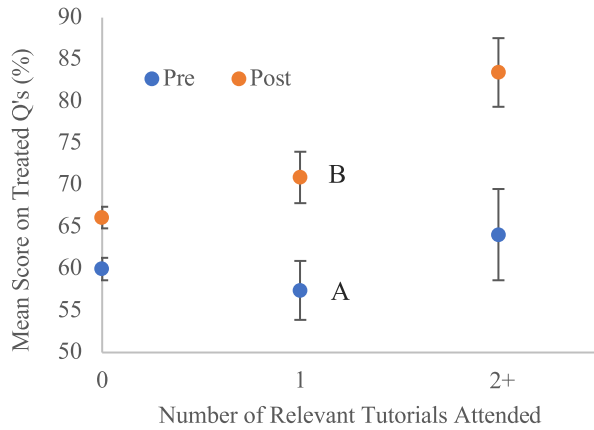 90
85
80
75
70
65
60
55
50
Mean Score on Treated Q's (%)
Pre Post
B
A
0 1 2+
Number of Relevant Tutorials Attended